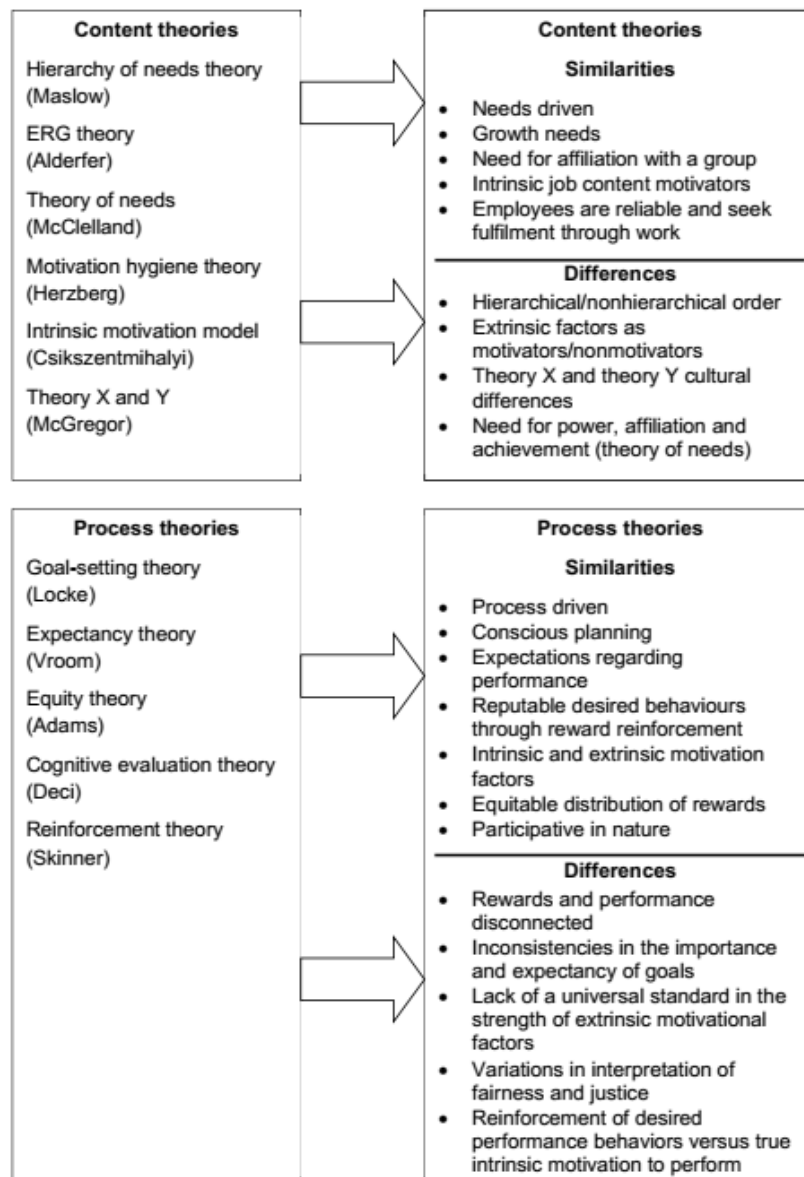 Content theories
Hierarchy of needs theory
(Maslow)
ERG theory
(Alderfer)
Theory of needs
(McClelland)
Motivation hygiene theory
(Herzberg)
Intrinsic motivation model
(Csikszentmihalyi)
Theory X and Y
(McGregor)
Content theories
Similarities
• Needs driven
• Growth needs
• Need for affiliation with a group
• Intrinsic job content motivators
• Employees are reliable and seek
fulfilment through work
Differences
• Hierarchical/nonhierarchical order
• Extrinsic factors as
motivators/nonmotivators
• Theory X and theory Y cultural
differences
• Need for power, affiliation and
achievement (theory of needs)
Process theories
Goal-setting theory
(Locke)
Expectancy theory
(Vroom)
Equity theory
(Adams)
Cognitive evaluation theory
(Deci)
Reinforcement theory
(Skinner)
Process theories
Similarities
• Process driven
• Conscious planning
• Expectations regarding
performance
• Reputable desired behaviours
through reward reinforcement
• Intrinsic and extrinsic motivation
factors
• Equitable distribution of rewards
• Participative in nature
Differences
• Rewards and performance
disconnected
• Inconsistencies in the importance
and expectancy of goals
• Lack of a universal standard in the
strength of extrinsic motivational
factors
• Variations in interpretation of
fairness and justice
• Reinforcement of desired
performance behaviors versus true
intrinsic motivation to perform